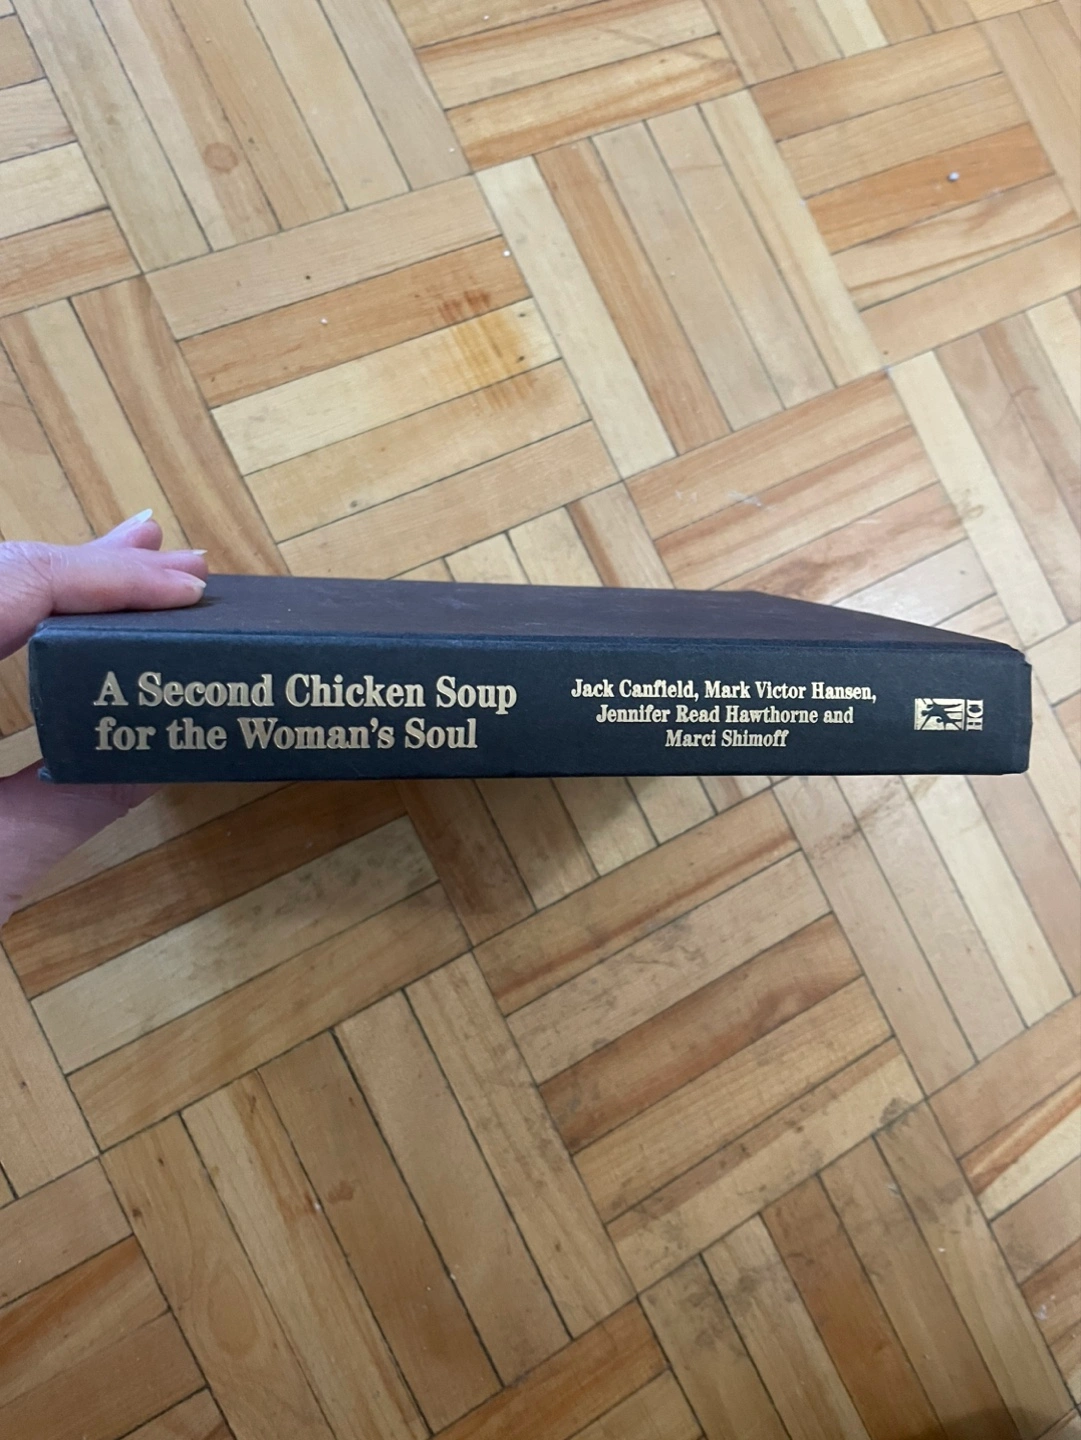 A Second Chicken Soup
for the Woman's Soul
Jack Canfield, Mark Victor Hansen,
Jennifer Read Hawthorne and
Marci Shimoff
HCI